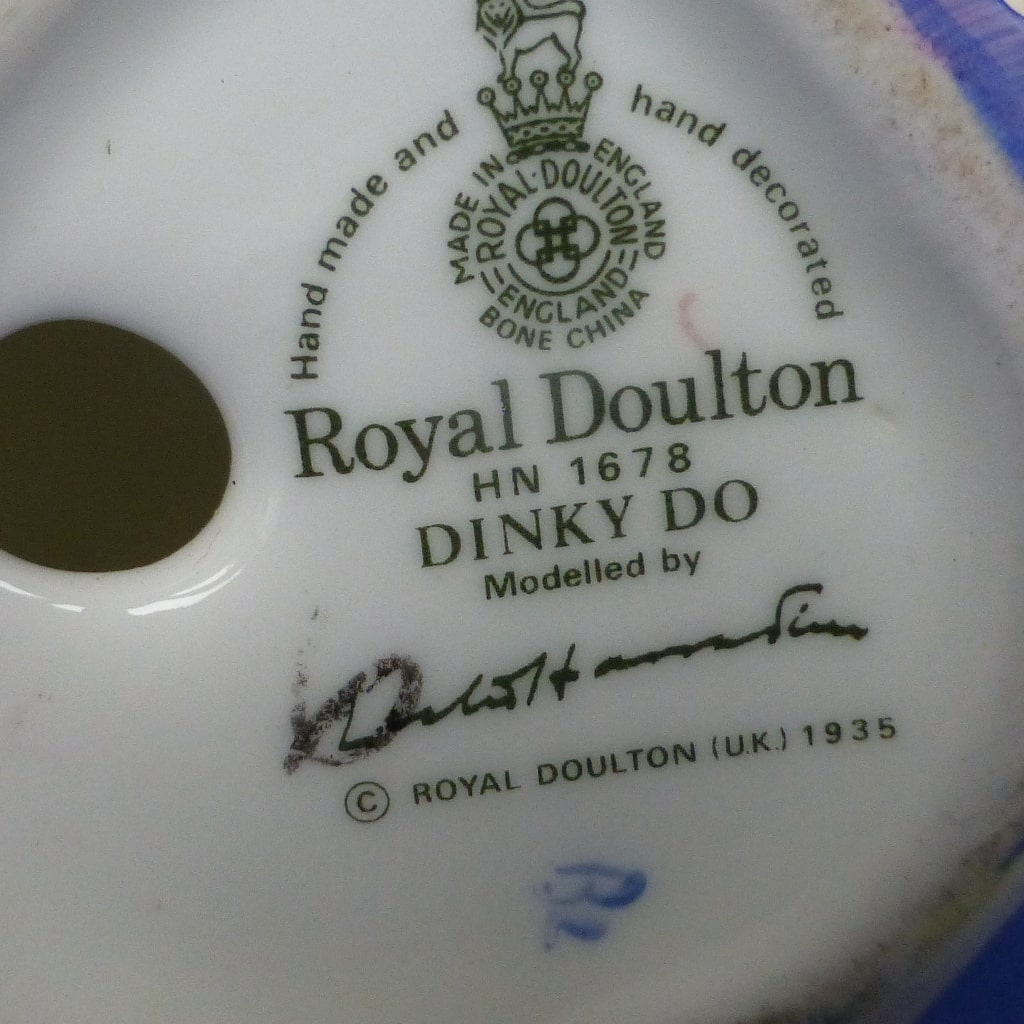 Hand made and hand decorated
MADE IN ENGLAND
ROYAL · DOULTON
ENGLAND
BONE CHINA
Royal Doulton
HN 1678
DINKY DO
Modelled by
© ROYAL DOULTON (U.K.) 1935